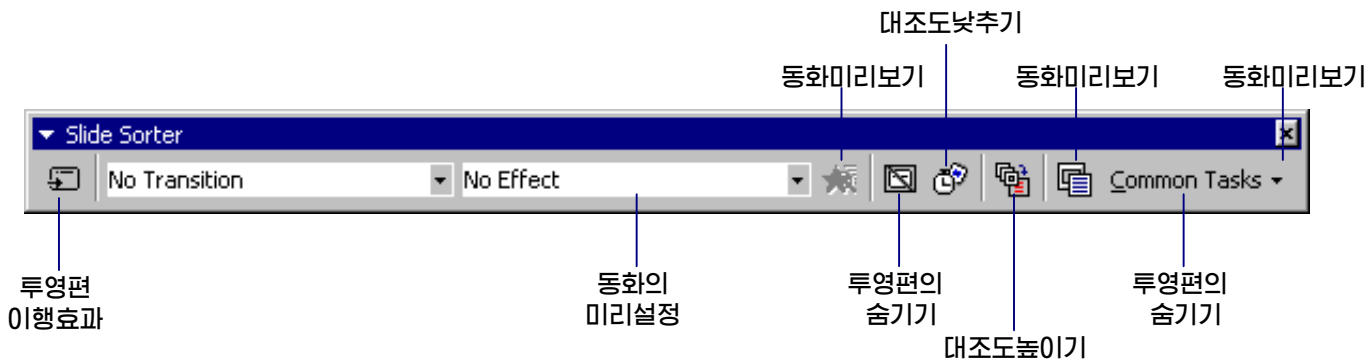 대조도낮추기
동화미리보기 동화미리보기 동화미리보기
Slide Sorter
No Transition No Effect Common Tasks
투영편 동화의 투영편의 투영편의
이행효과 미리설정 숨기기 숨기기
대조도높이기